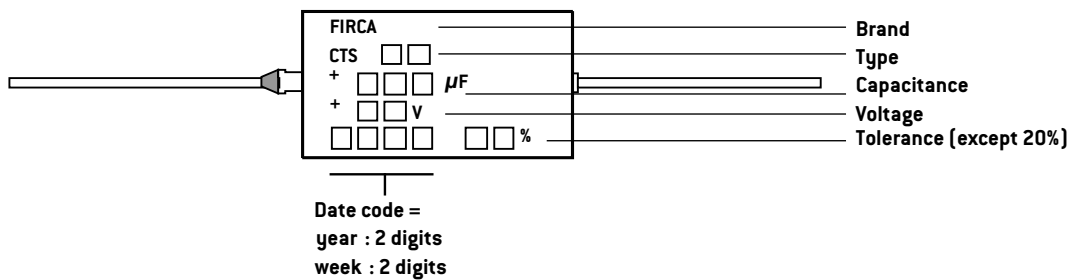 FIRCA
Brand
CTS □□
Type
+ □□□ µF
Capacitance
+ □□ V
Voltage
□□□□ □□ %
Tolerance (except 20%)
Date code =
year : 2 digits
week : 2 digits